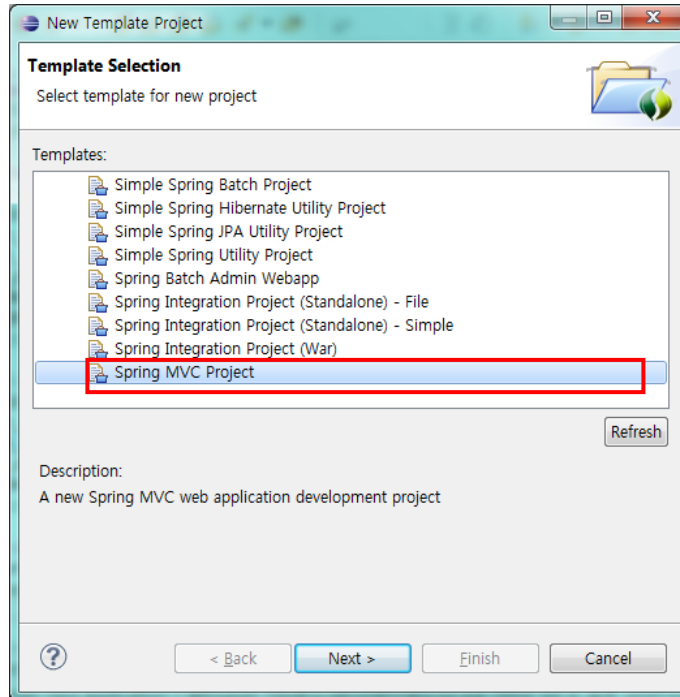 New Template Project
Template Selection
Select template for new project
Templates:
Simple Spring Batch Project
Simple Spring Hibernate Utility Project
Simple Spring JPA Utility Project
Simple Spring Utility Project
Spring Batch Admin Webapp
Spring Integration Project (Standalone) - File
Spring Integration Project (Standalone) - Simple
Spring Integration Project (War)
Spring MVC Project
Refresh
Description:
A new Spring MVC web application development project
? < Back Next > Finish Cancel